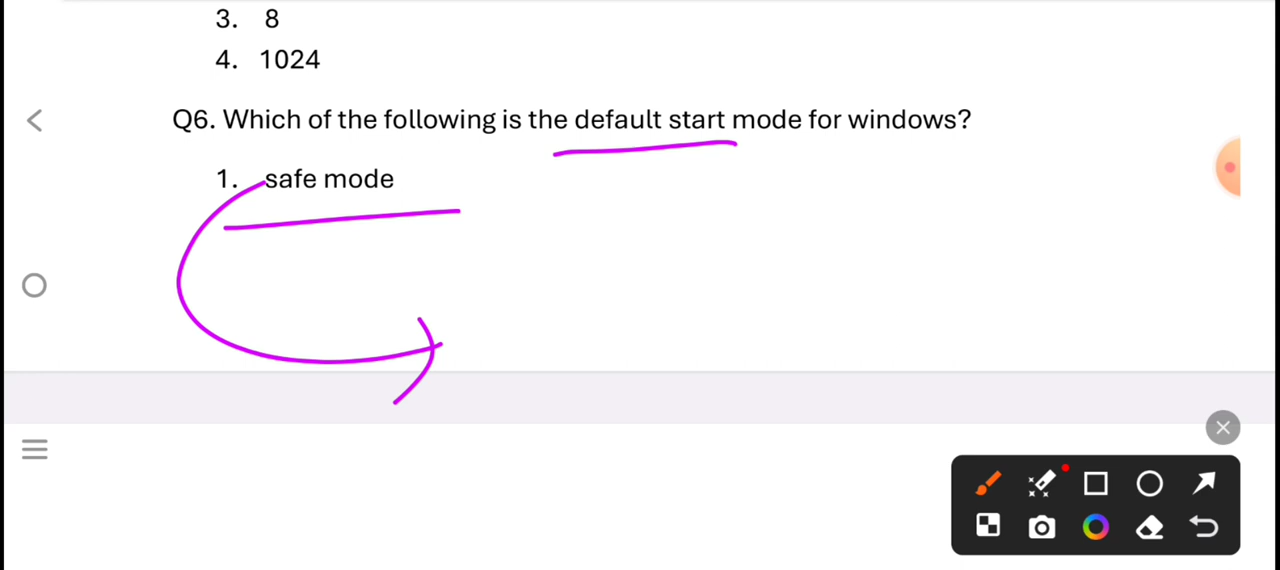 3. 8
4. 1024
Q6. Which of the following is the default start mode for windows?
1. safe mode